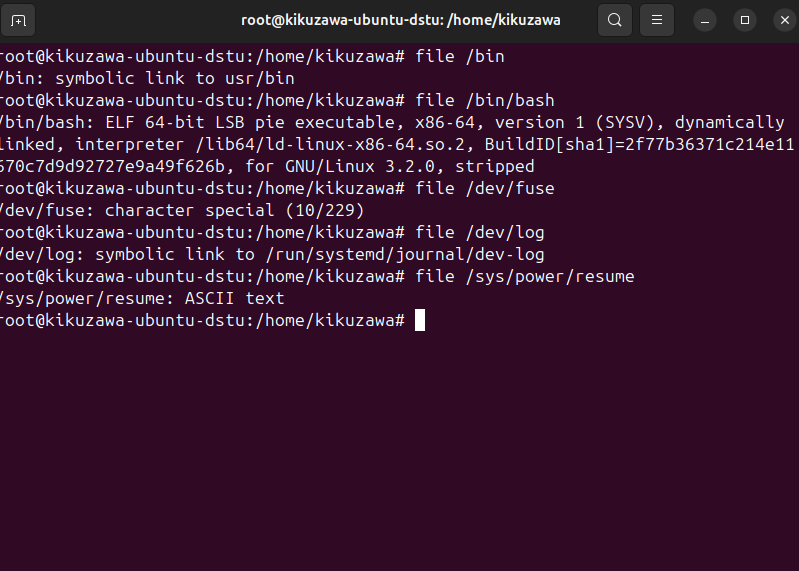 root@kikuzawa-ubuntu-dstu: /home/kikuzawa
root@kikuzawa-ubuntu-dstu:/home/kikuzawa# file /bin
/bin: symbolic link to usr/bin
root@kikuzawa-ubuntu-dstu:/home/kikuzawa# file /bin/bash
/bin/bash: ELF 64-bit LSB pie executable, x86-64, version 1 (SYSV), dynamically
linked, interpreter /lib64/ld-linux-x86-64.so.2, BuildID[sha1]=2f77b36371c214e11
670c7d9d92727e9a49f626b, for GNU/Linux 3.2.0, stripped
root@kikuzawa-ubuntu-dstu:/home/kikuzawa# file /dev/fuse
/dev/fuse: character special (10/229)
root@kikuzawa-ubuntu-dstu:/home/kikuzawa# file /dev/log
/dev/log: symbolic link to /run/systemd/journal/dev-log
root@kikuzawa-ubuntu-dstu:/home/kikuzawa# file /sys/power/resume
/sys/power/resume: ASCII text
root@kikuzawa-ubuntu-dstu:/home/kikuzawa#